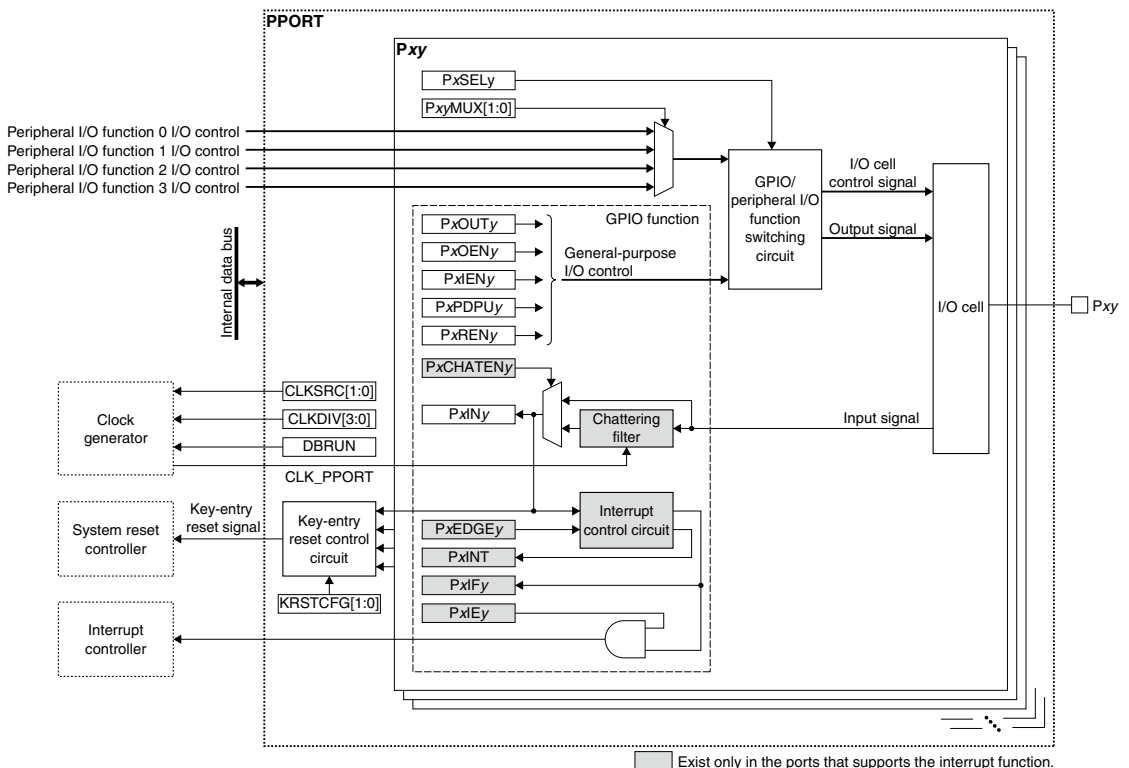 PPORT
Pxy
PxSELy
PxyMUX[1:0]
Peripheral I/O function 0 I/O control
Peripheral I/O function 1 I/O control
Peripheral I/O function 2 I/O control
Peripheral I/O function 3 I/O control
GPIO/
peripheral I/O
function
switching
circuit
I/O cell
control signal
Output signal
I/O cell
Pxy
Internal data bus
GPIO function
PxOUTy
PxOENy
PxIENy
PxPDPUy
PxRENy
General-purpose
I/O control
PxCHATENy
PxINy
Chattering
filter
Input signal
Clock
generator
CLKSRC[1:0]
CLKDIV[3:0]
DBRUN
CLK_PPORT
System reset
controller
Key-entry
reset signal
Key-entry
reset control
circuit
KRSTCFG[1:0]
Interrupt
control circuit
PxEDGEy
PxINT
PxIFy
PxIEy
Interrupt
controller
Exist only in the ports that supports the interrupt function.